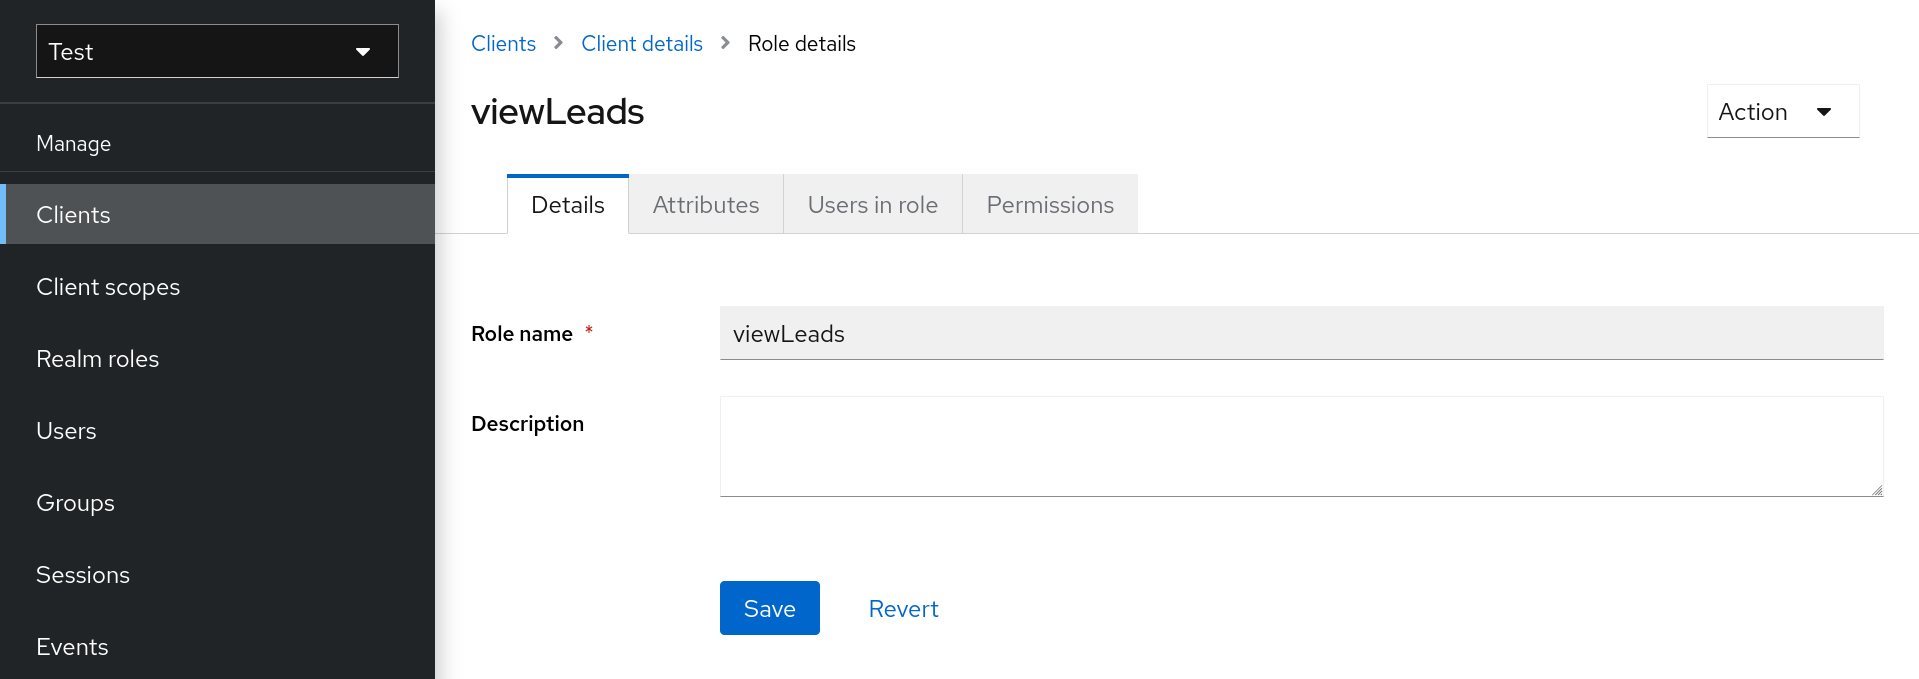 Test
Manage
Clients
Client scopes
Realm roles
Users
Groups
Sessions
Events
Clients > Client details > Role details
viewLeads
Action
Details Attributes Users in role Permissions
Role name *
viewLeads
Description
Save Revert